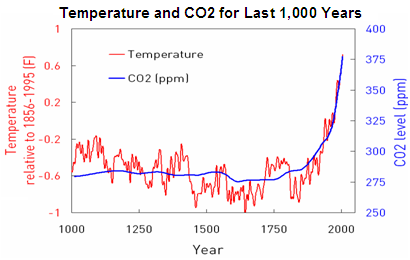 Temperature and CO2 for Last 1,000 Years
1
0.6
0.2
-0.2
-0.6
-1
Temperature
relative to 1856-1995 (F)
Temperature
CO2 (ppm)
400
375
350
325
300
275
250
CO2 level (ppm)
1000
1250
1500
1750
2000
Year